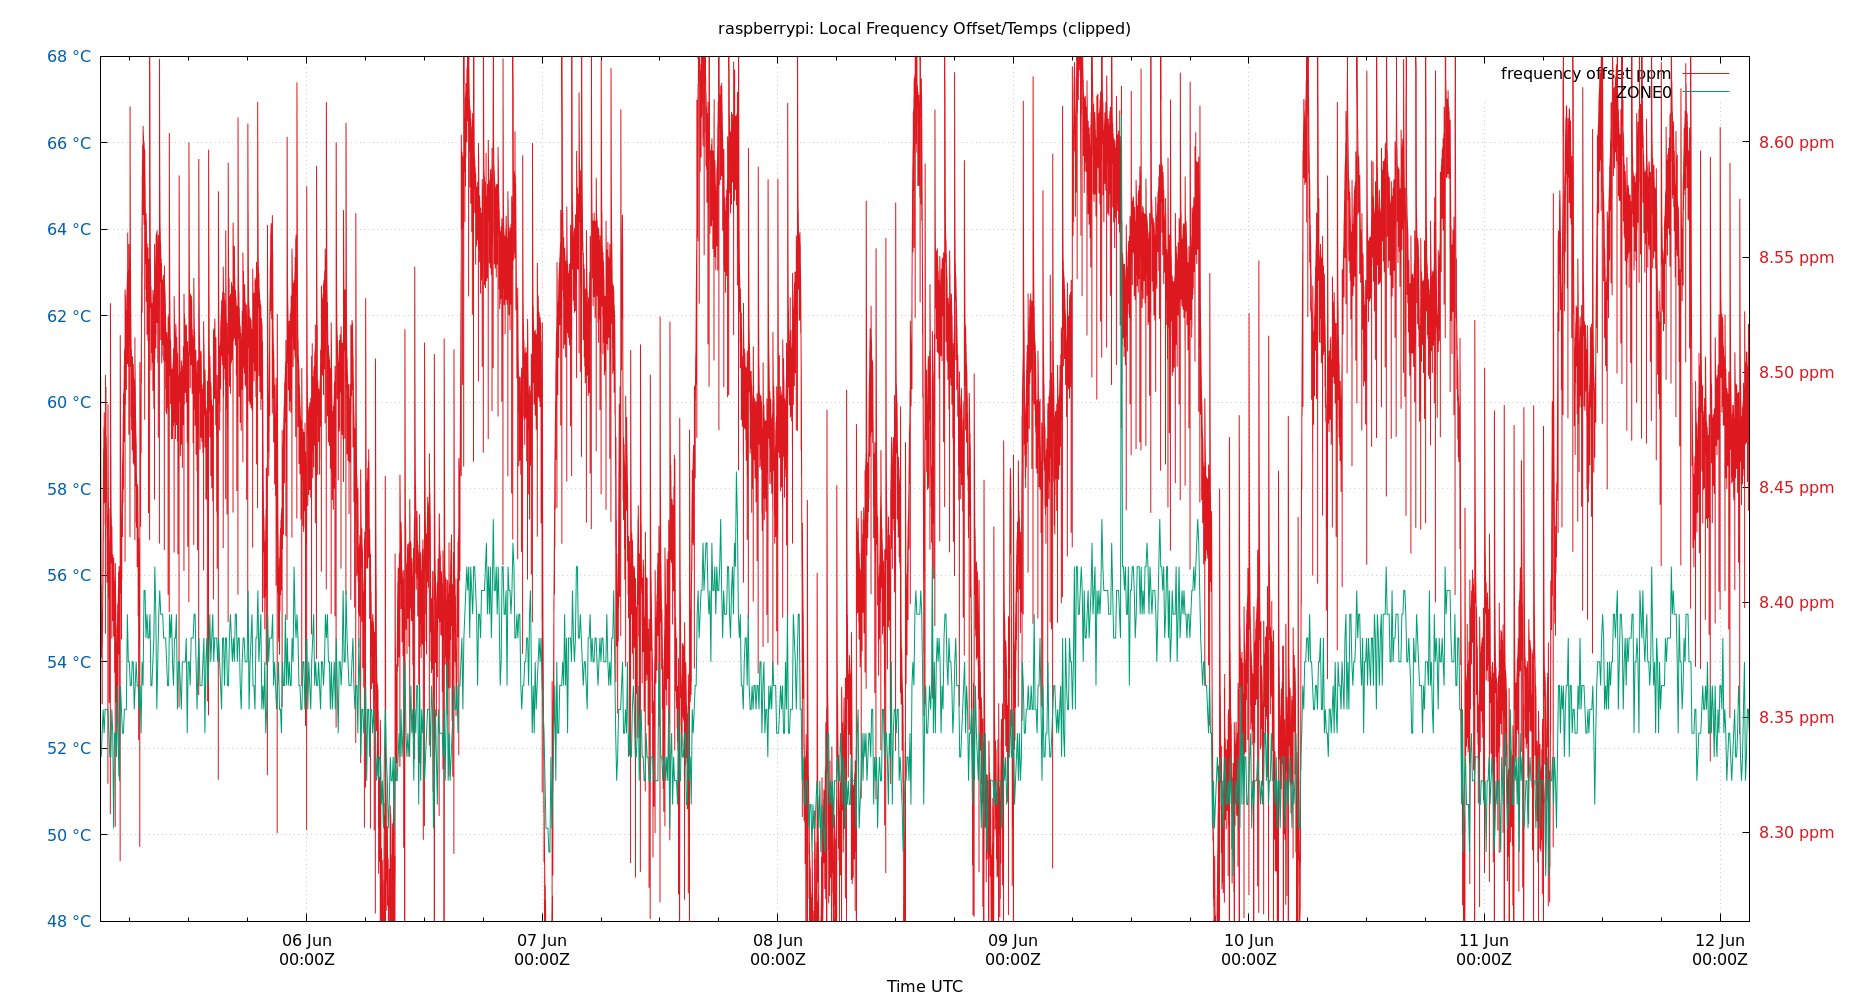 raspberrypi: Local Frequency Offset/Temps (clipped)
68 °C
frequency offset ppm
ZONE0
66 °C
8.60 ppm
64 °C
8.55 ppm
62 °C
8.50 ppm
60 °C
58 °C
8.45 ppm
56 °C
8.40 ppm
54 °C
8.35 ppm
52 °C
50 °C
8.30 ppm
48 °C
06 Jun 07 Jun 08 Jun 09 Jun 10 Jun 11 Jun 12 Jun
00:00Z 00:00Z 00:00Z 00:00Z 00:00Z 00:00Z 00:00Z
Time UTC